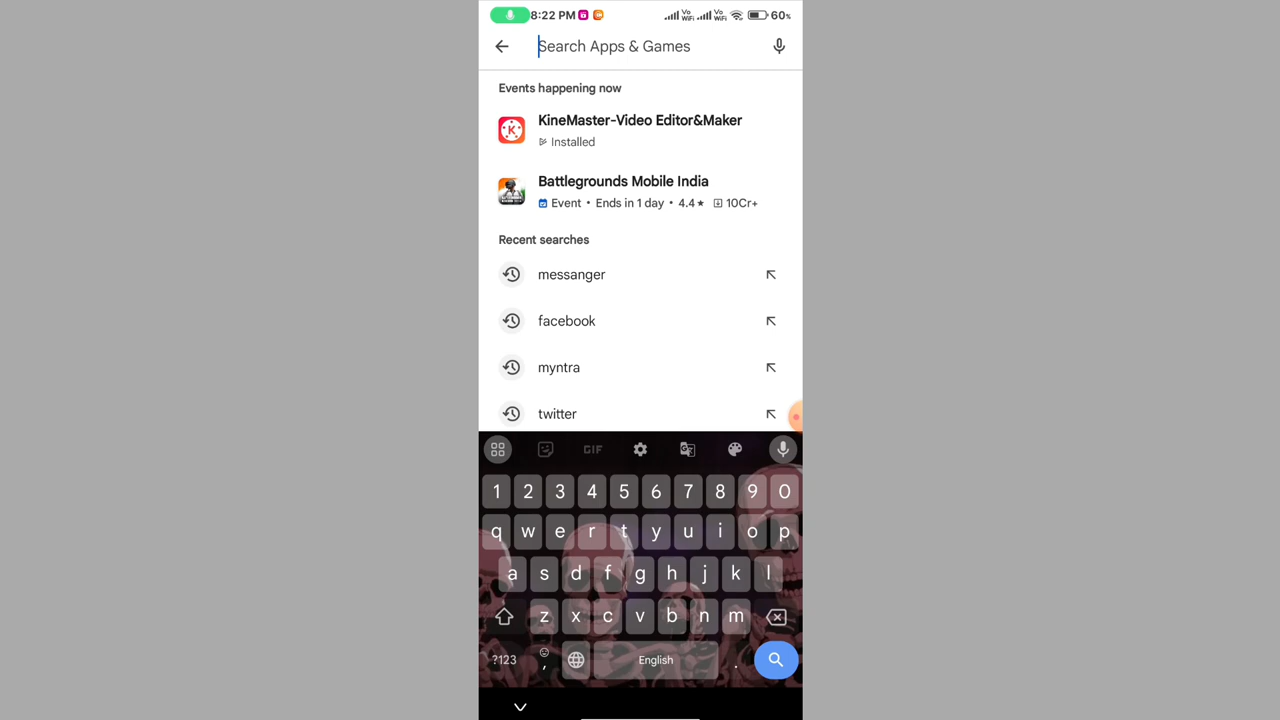 8:22 PM Vo WiFi Vo WiFi 60%
Search Apps & Games
Events happening now
KineMaster-Video Editor&Maker
Installed
Battlegrounds Mobile India
Event • Ends in 1 day • 4.4★ 10Cr+
Recent searches
messanger
facebook
myntra
twitter
GIF
1 2 3 4 5 6 7 8 9 0
q w e r t y u i o p
a s d f g h j k l
z x c v b n m
?123 , English .